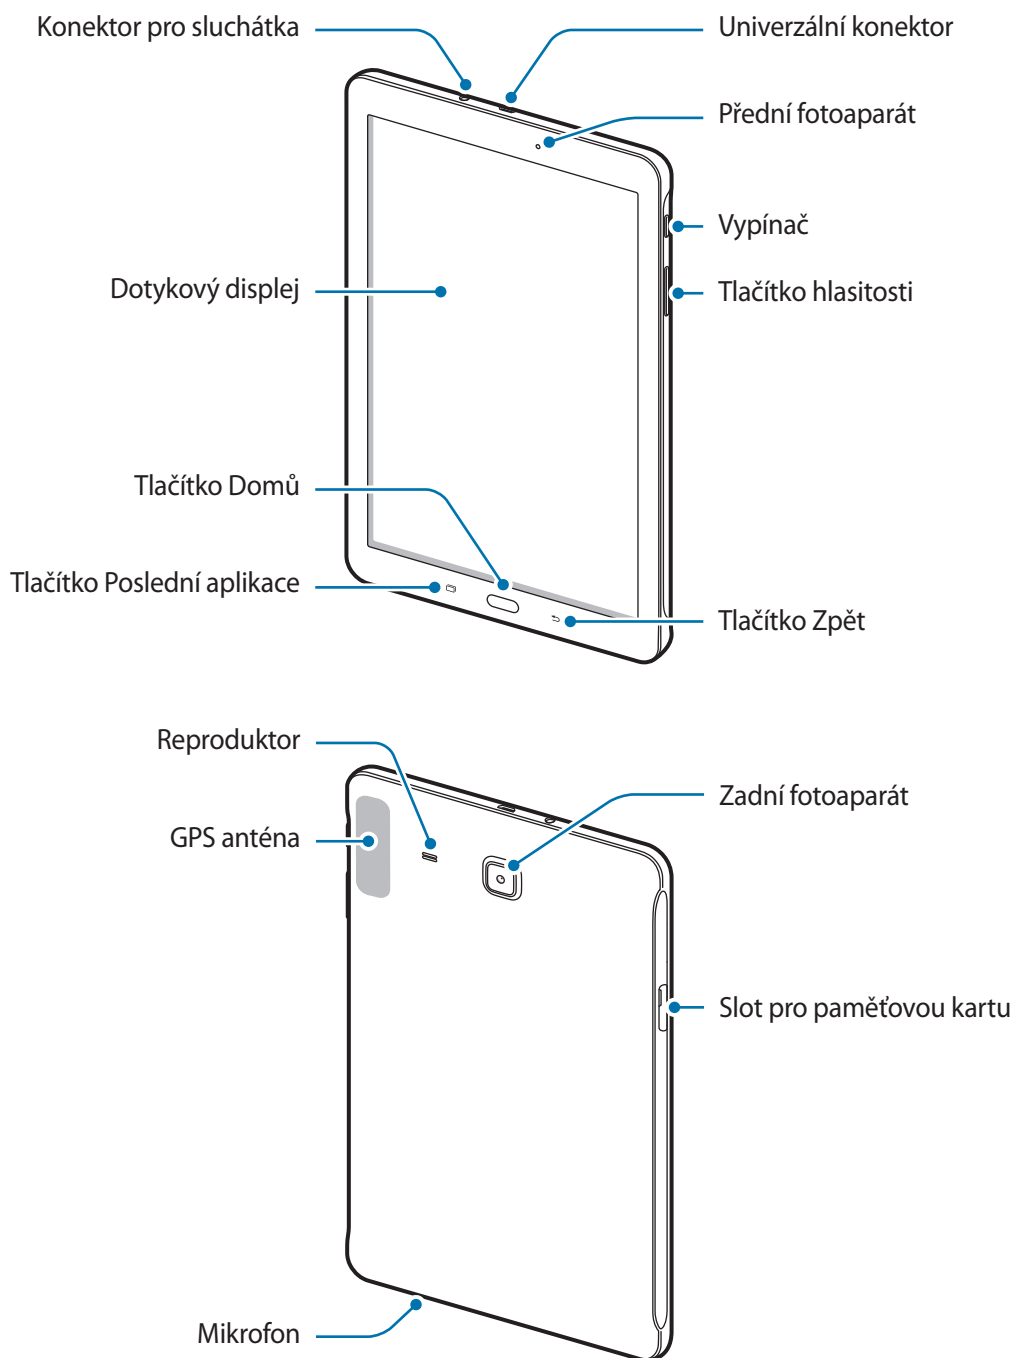 Konektor pro sluchátka
Univerzální konektor
Přední fotoaparát
Vypínač
Dotykový displej
Tlačítko hlasitosti
Tlačítko Domů
Tlačítko Poslední aplikace
Tlačítko Zpět
Reproduktor
Zadní fotoaparát
GPS anténa
Slot pro paměťovou kartu
Mikrofon